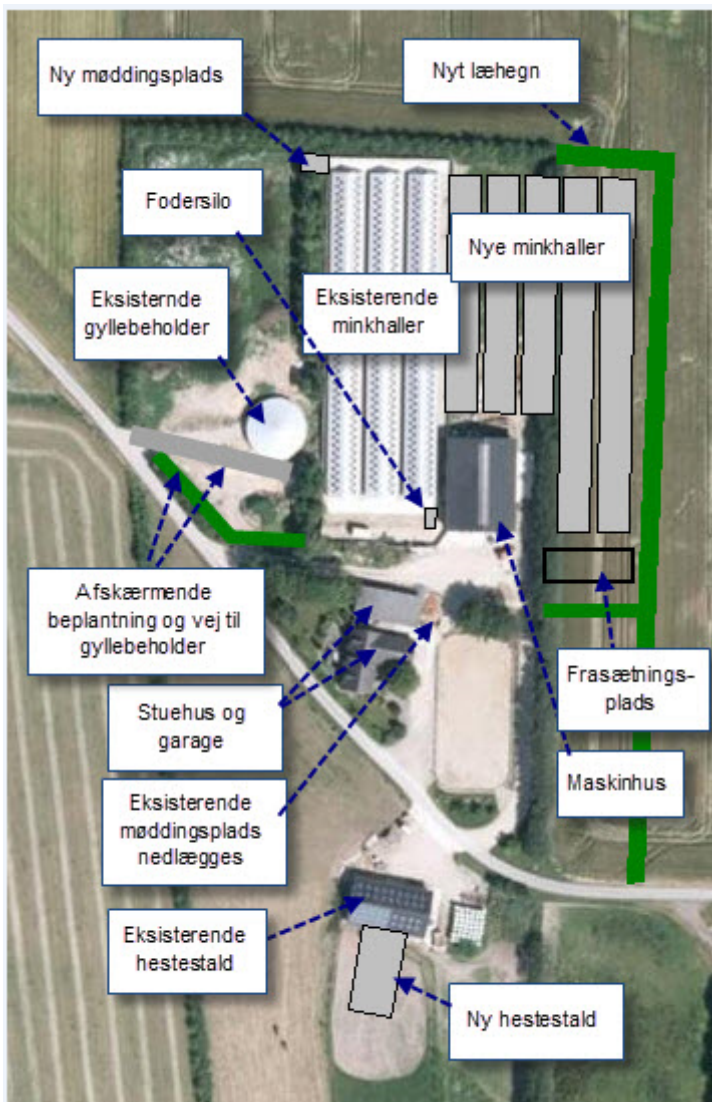 Ny møddingsplads
Nyt læhegn
Fodersilo
Nye minkhaller
Eksisternde
gyllebeholder
Eksisterende
minkhaller
Afskærmende
beplantning og vej til
gyllebeholder
Frasætnings-
plads
Stuehus og
garage
Maskinhus
Eksisterende
møddingsplads
nedlægges
Eksisterende
hestestald
Ny hestestald